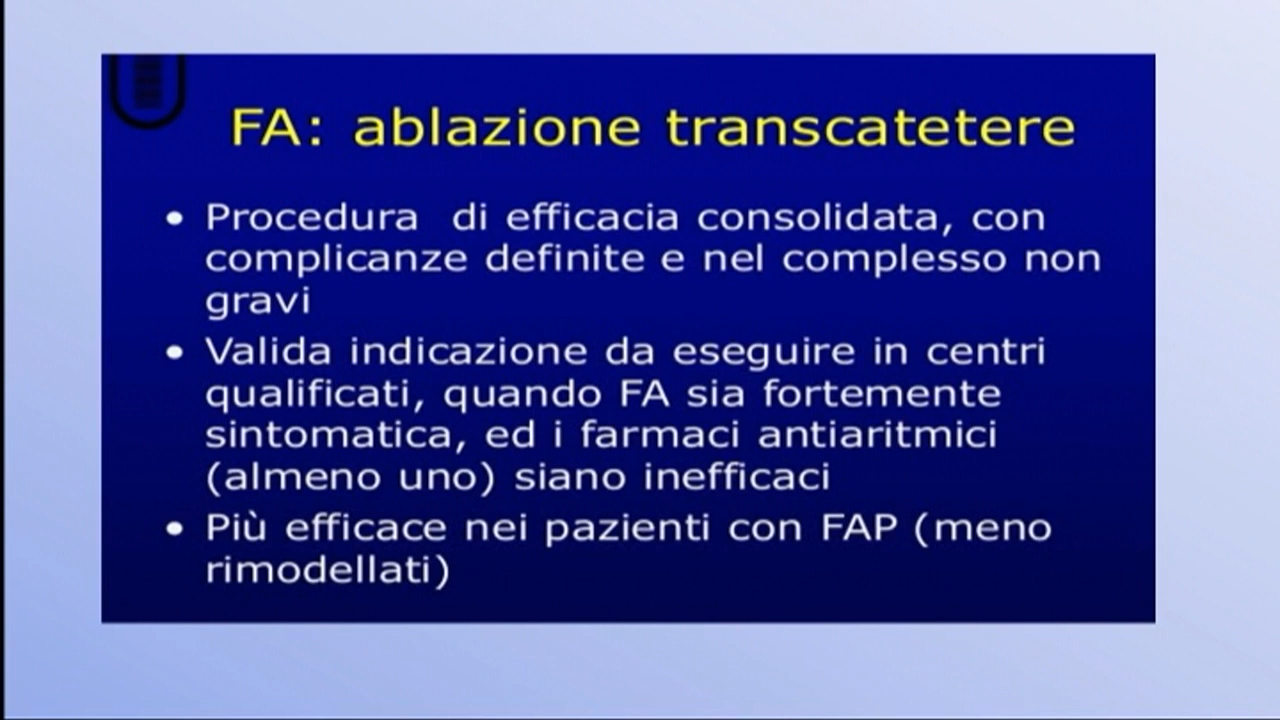 FA: ablazione transcatetere
• Procedura di efficacia consolidata, con
complicanze definite e nel complesso non
gravi
• Valida indicazione da eseguire in centri
qualificati, quando FA sia fortemente
sintomatica, ed i farmaci antiaritmici
(almeno uno) siano inefficaci
• Più efficace nei pazienti con FAP (meno
rimodellati)